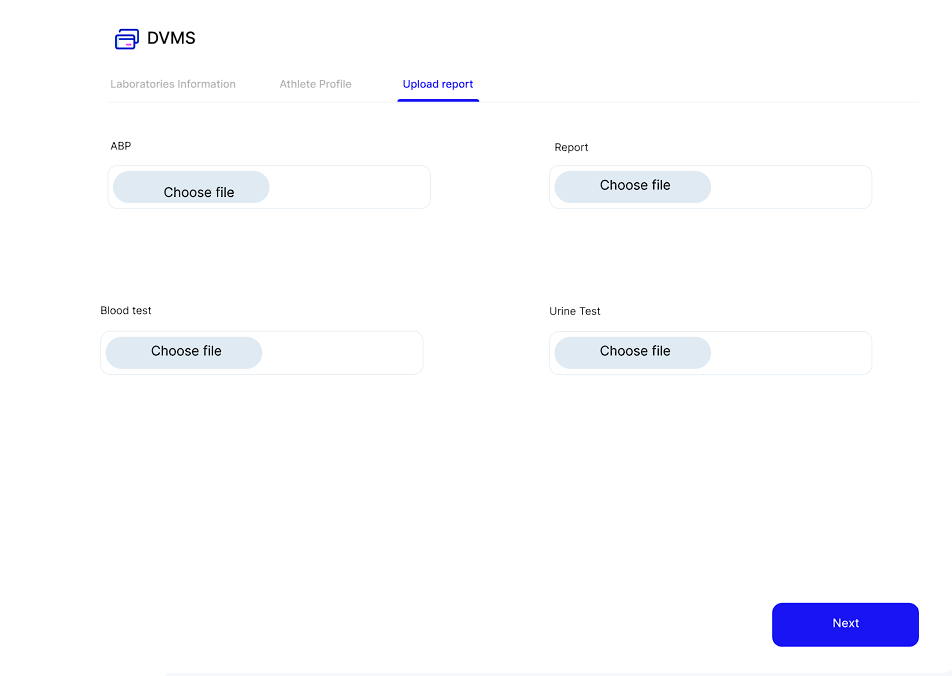 DVMS
Laboratories Information
Athlete Profile
Upload report
ABP
Report
Choose file
Choose file
Blood test
Urine Test
Choose file
Choose file
Next